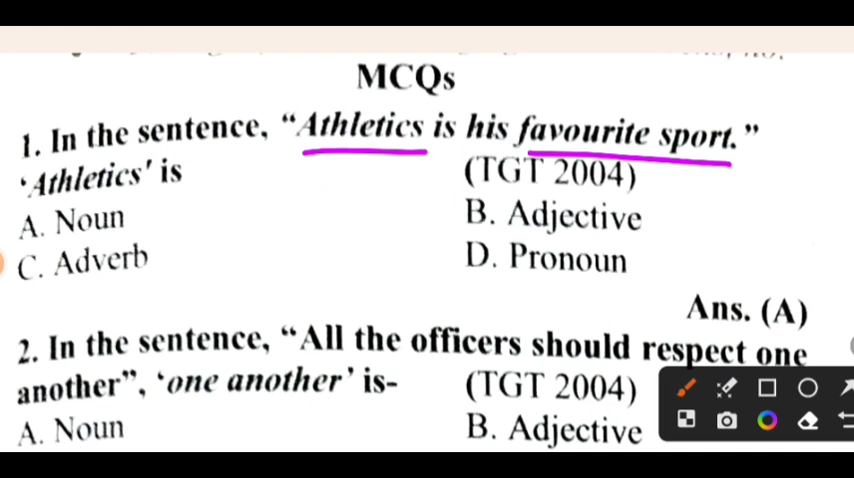 MCQs
1. In the sentence, “Athletics is his favourite sport.”
‘Athletics' is (TGT 2004)
A. Noun B. Adjective
C. Adverb D. Pronoun
Ans. (A)
2. In the sentence, “All the officers should respect one
another”, ‘one another’ is- (TGT 2004)
A. Noun B. Adjective